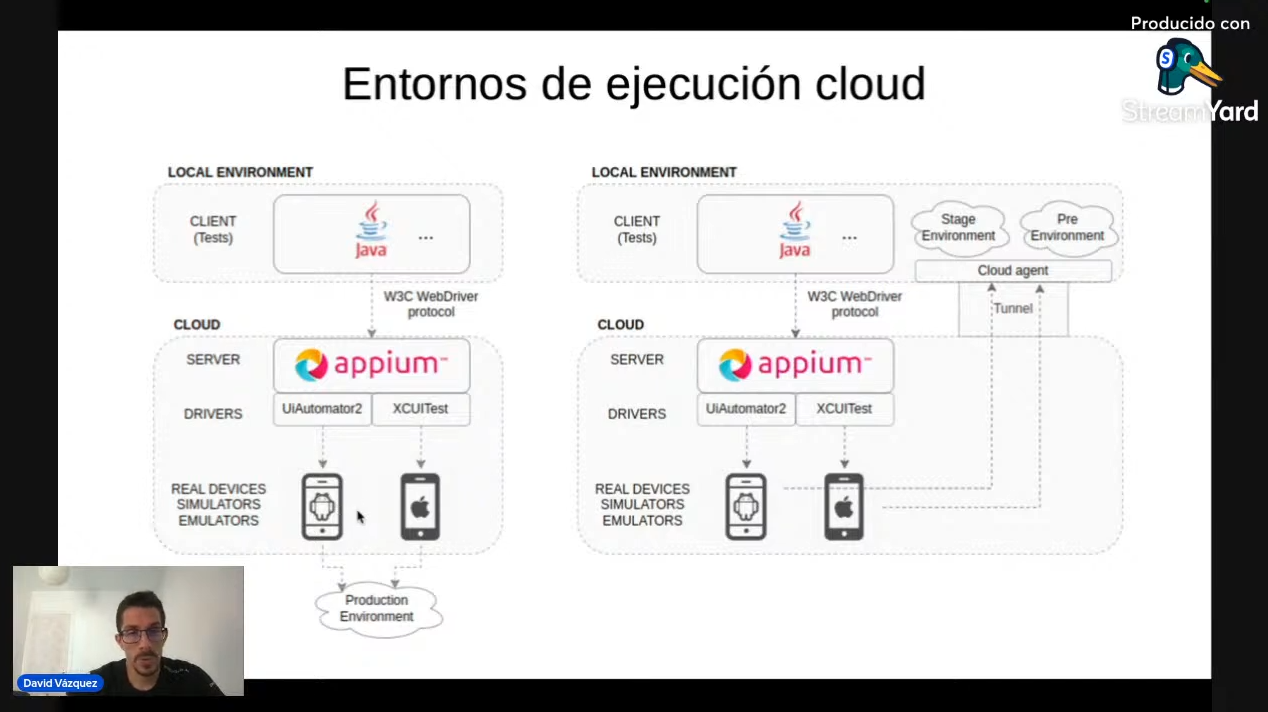 Producido con
StreamYard
Entornos de ejecución cloud
LOCAL ENVIRONMENT
CLIENT
(Tests)
Java
...
W3C WebDriver
protocol
CLOUD
SERVER
appium™
DRIVERS
UiAutomator2
XCUITest
REAL DEVICES
SIMULATORS
EMULATORS
Production
Environment
LOCAL ENVIRONMENT
CLIENT
(Tests)
Java
...
Stage
Environment
Pre
Environment
Cloud agent
Tunnel
W3C WebDriver
protocol
CLOUD
SERVER
appium™
DRIVERS
UiAutomator2
XCUITest
REAL DEVICES
SIMULATORS
EMULATORS
David Vázquez